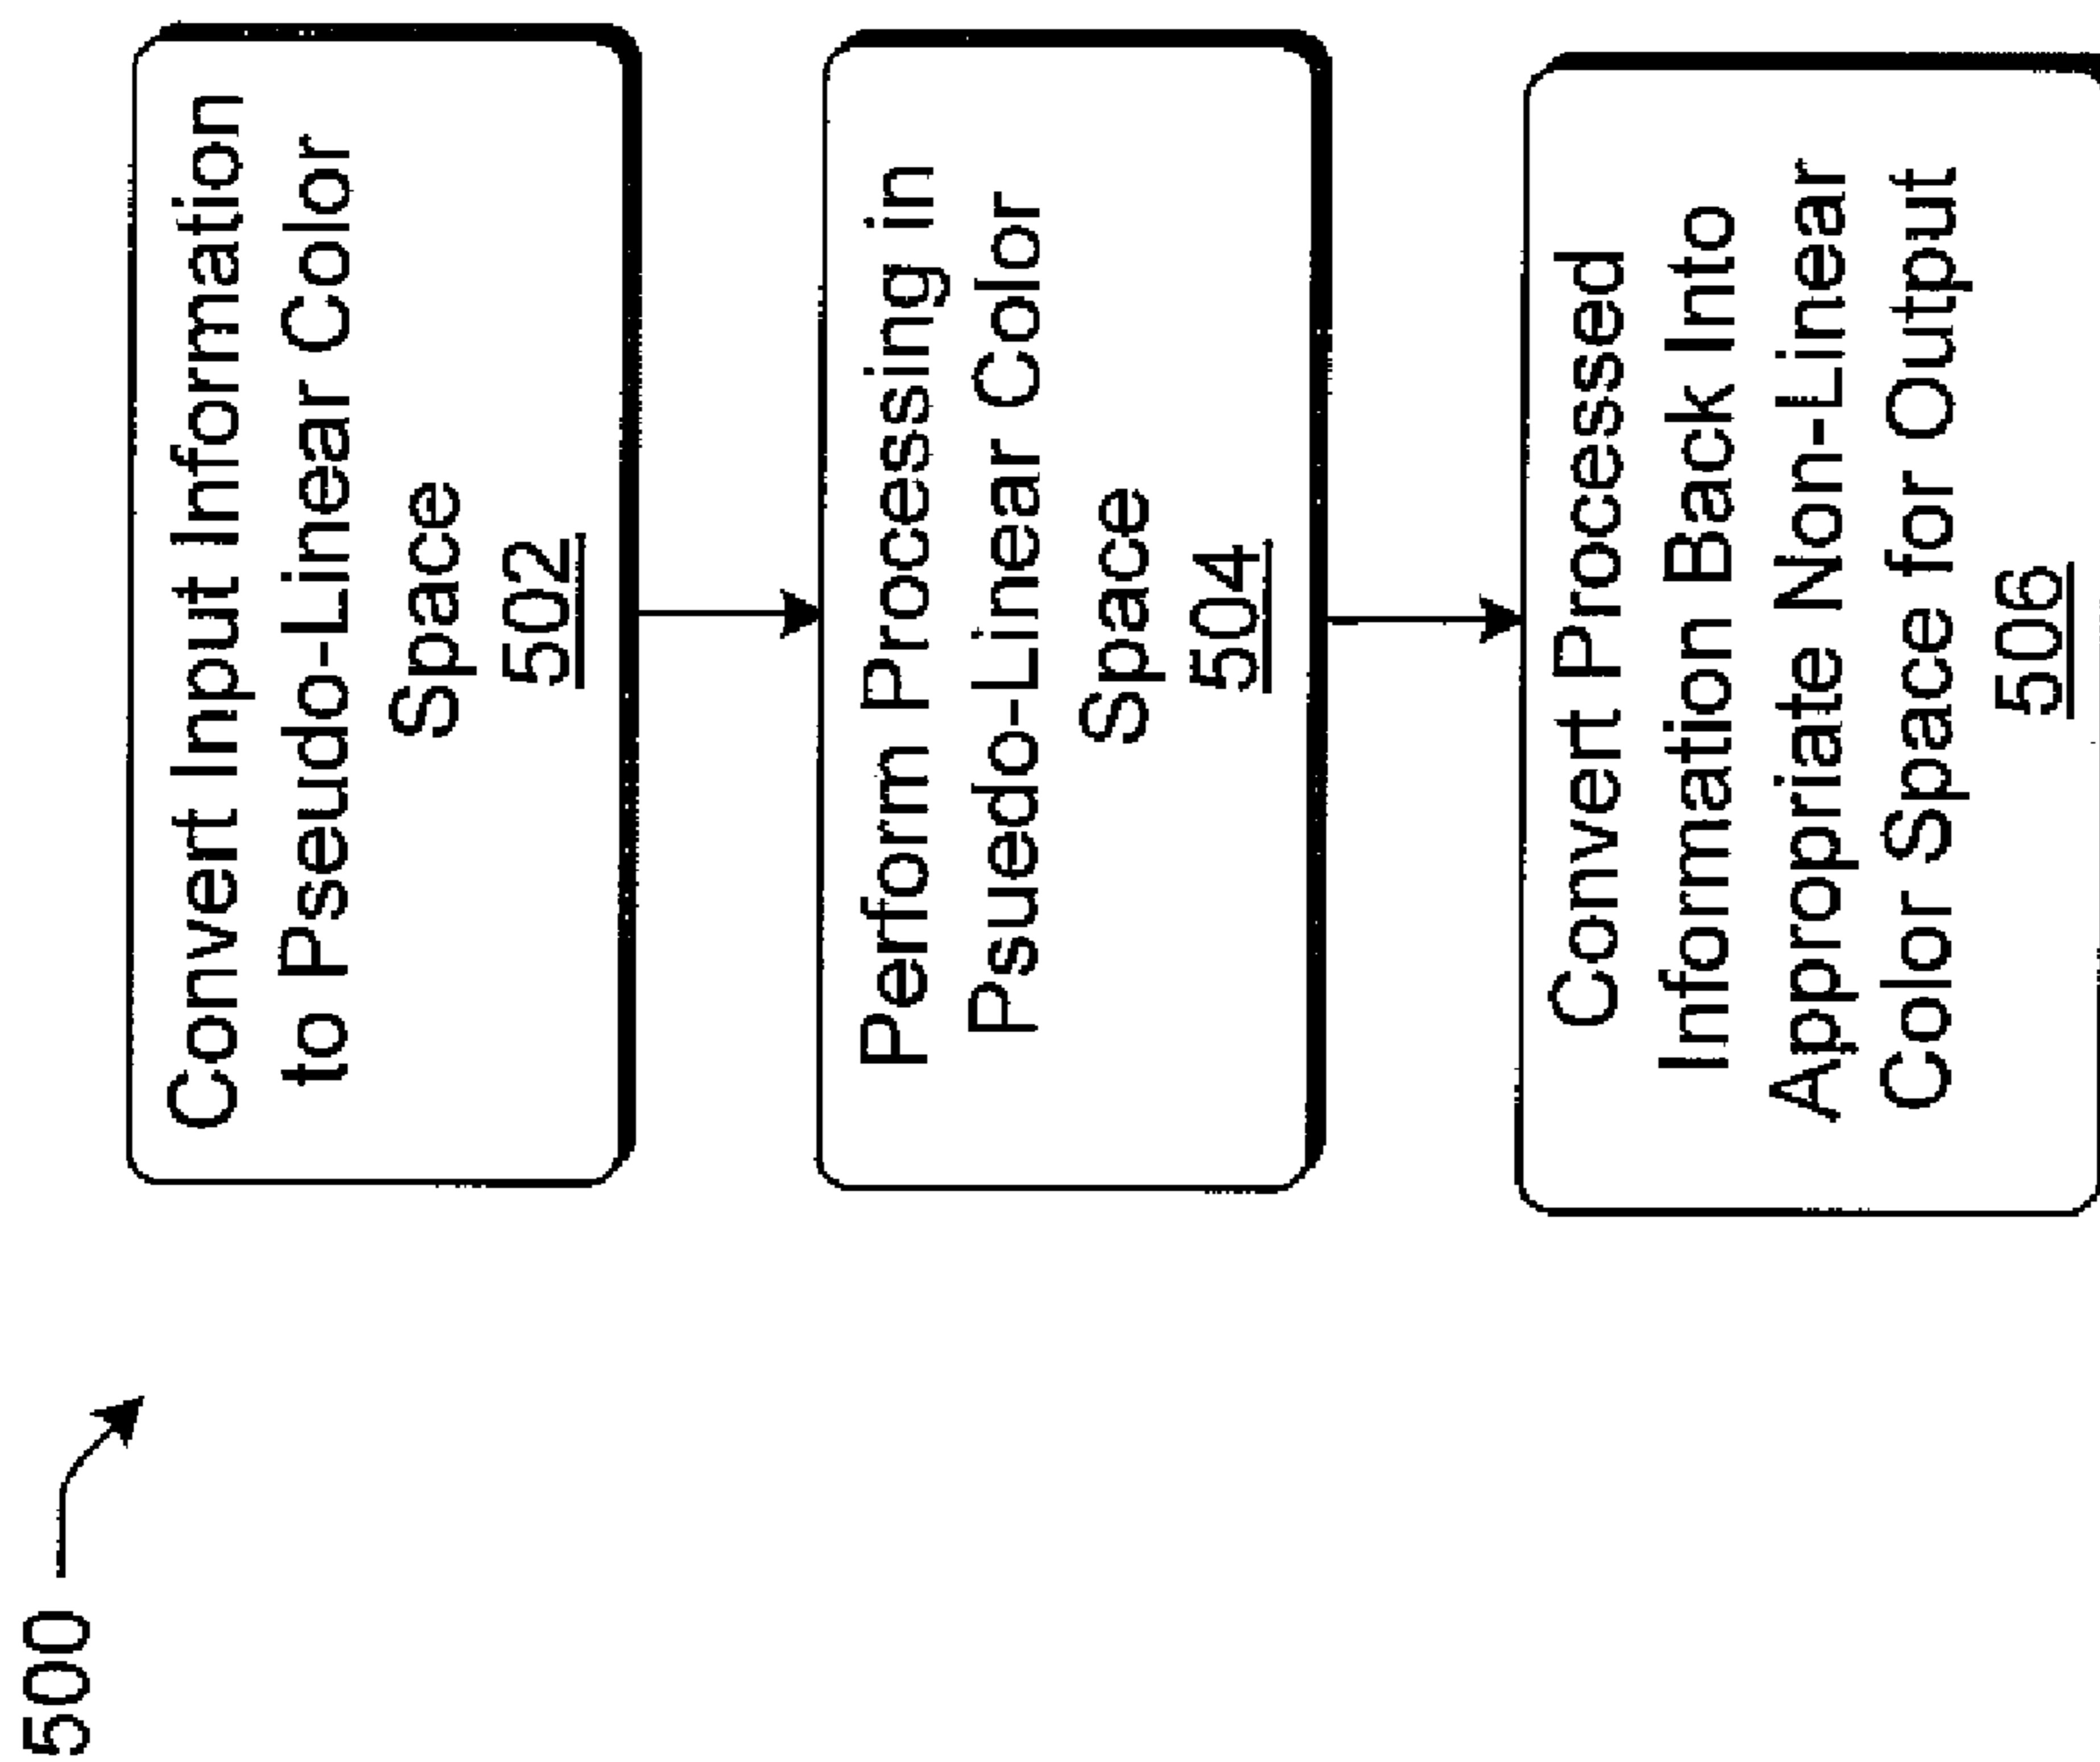 500
Convert Input Information
to Pseudo-Linear Color
Space
502
Perform Processing in
Psuedo-Linear Color
Space
504
Convert Processed
Information Back Into
Appropriate Non-Linear
Color Space for Output
506